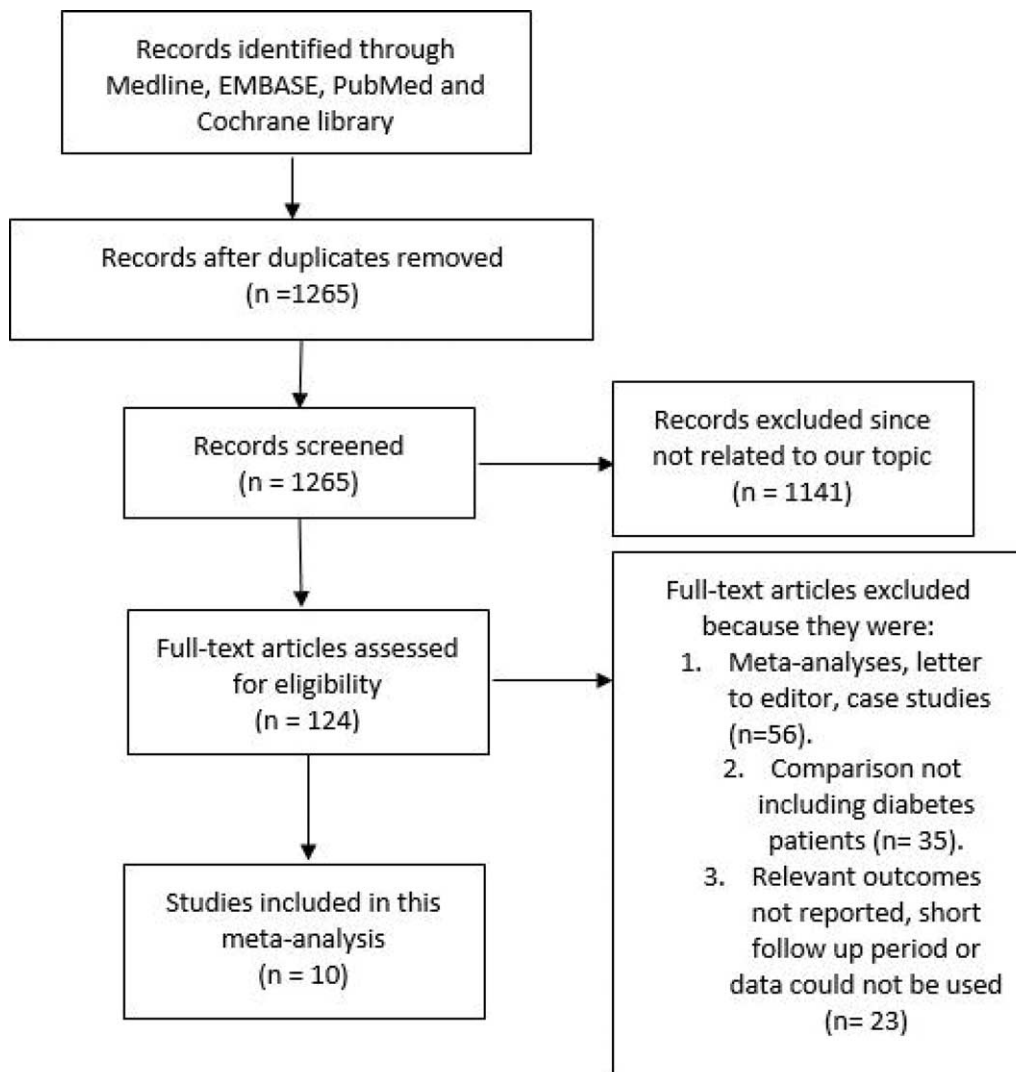 Records identified through
Medline, EMBASE, PubMed and
Cochrane library
Records after duplicates removed
(n =1265)
Records screened
(n = 1265)
Records excluded since
not related to our topic
(n = 1141)
Full-text articles assessed
for eligibility
(n = 124)
Full-text articles excluded
because they were:
1. Meta-analyses, letter
to editor, case studies
(n=56).
2. Comparison not
including diabetes
patients (n= 35).
3. Relevant outcomes
not reported, short
follow up period or
data could not be used
(n= 23)
Studies included in this
meta-analysis
(n = 10)